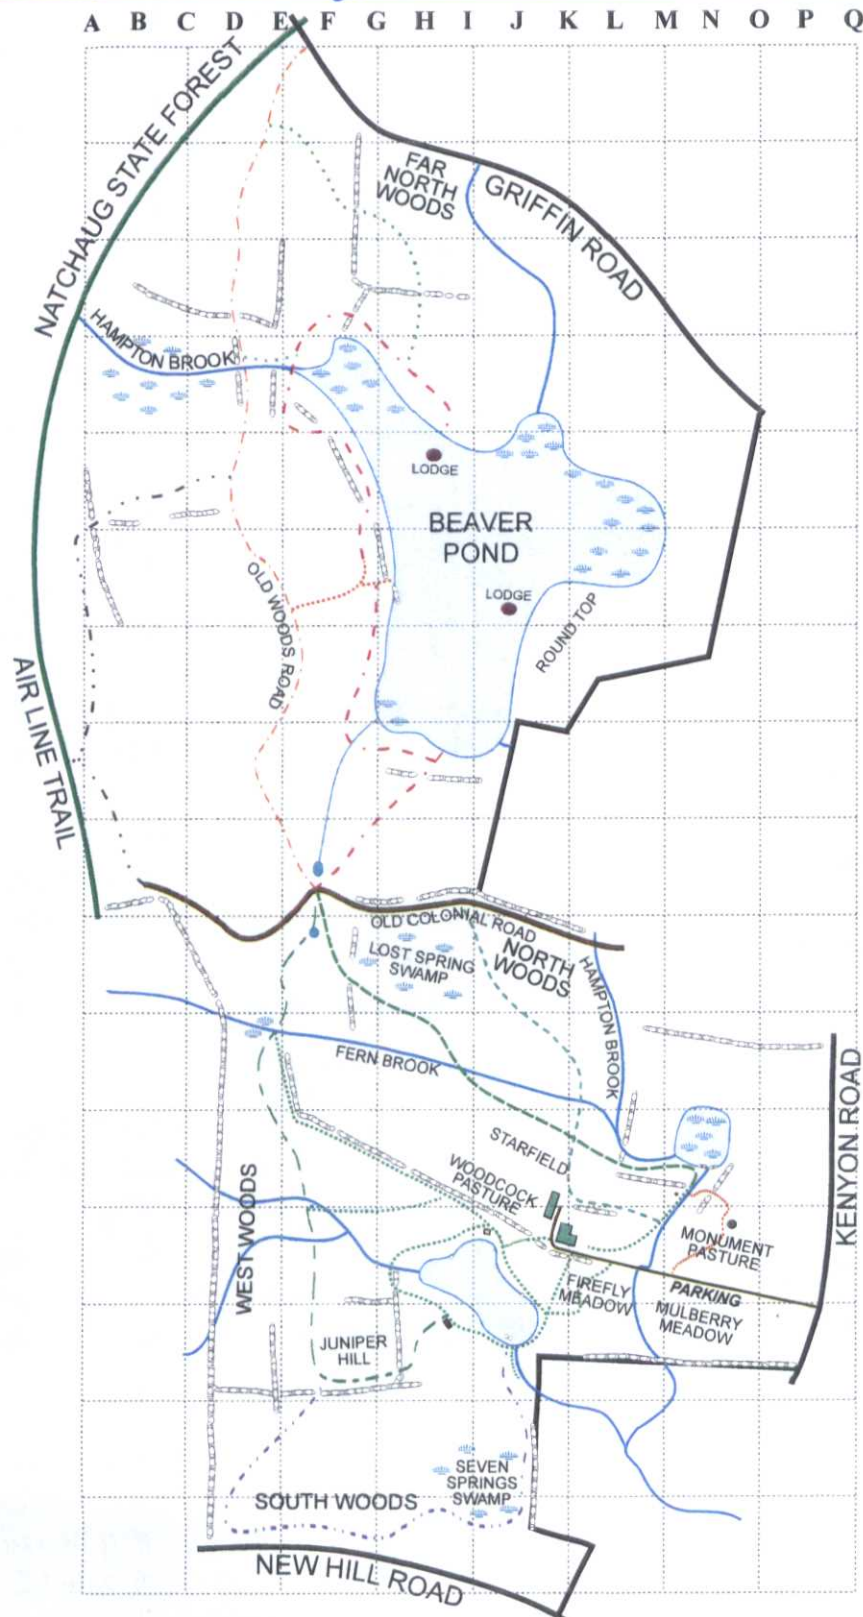 A B C D E F G H I J K L M N O P Q
NATCHAUG STATE FOREST
FAR
NORTH
WOODS
GRIFFIN ROAD
HAMPTON BROOK
LODGE
BEAVER
POND
LODGE
OLD WOODS ROAD
ROUND TOP
AIR LINE TRAIL
OLD COLONIAL ROAD
LOST SPRING
SWAMP
NORTH
WOODS
HAMPTON BROOK
FERN BROOK
KENYON ROAD
STARFIELD
WOODCOCK
PASTURE
WEST WOODS
MONUMENT
PASTURE
FIREFLY
MEADOW
PARKING
MULBERRY
MEADOW
JUNIPER
HILL
SEVEN
SPRINGS
SWAMP
SOUTH WOODS
NEW HILL ROAD